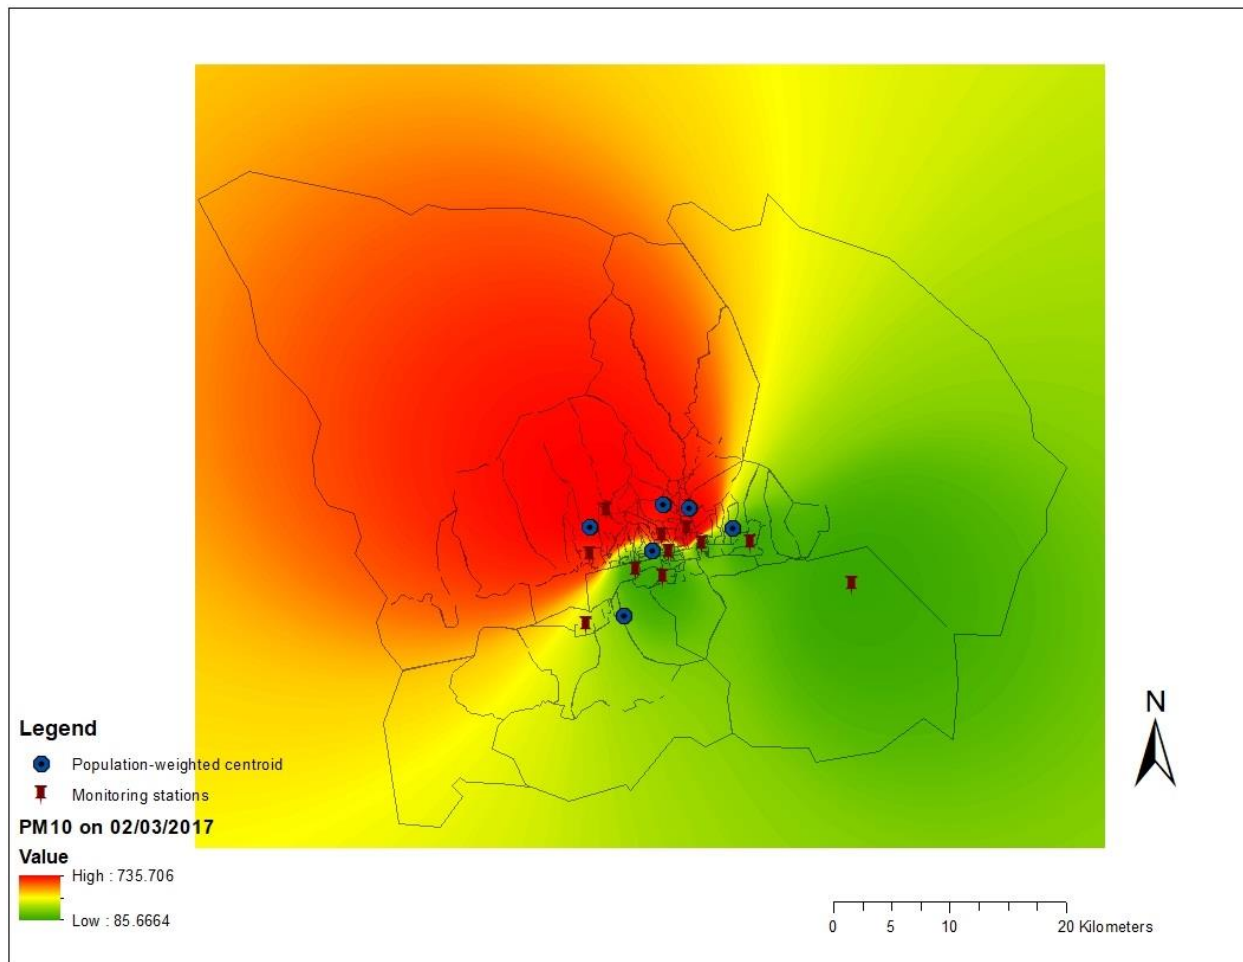 N
Legend
Population-weighted centroid
Monitoring stations
PM10 on 02/03/2017
Value
High : 735.706
Low : 85.6664
0 5 10 20 Kilometers